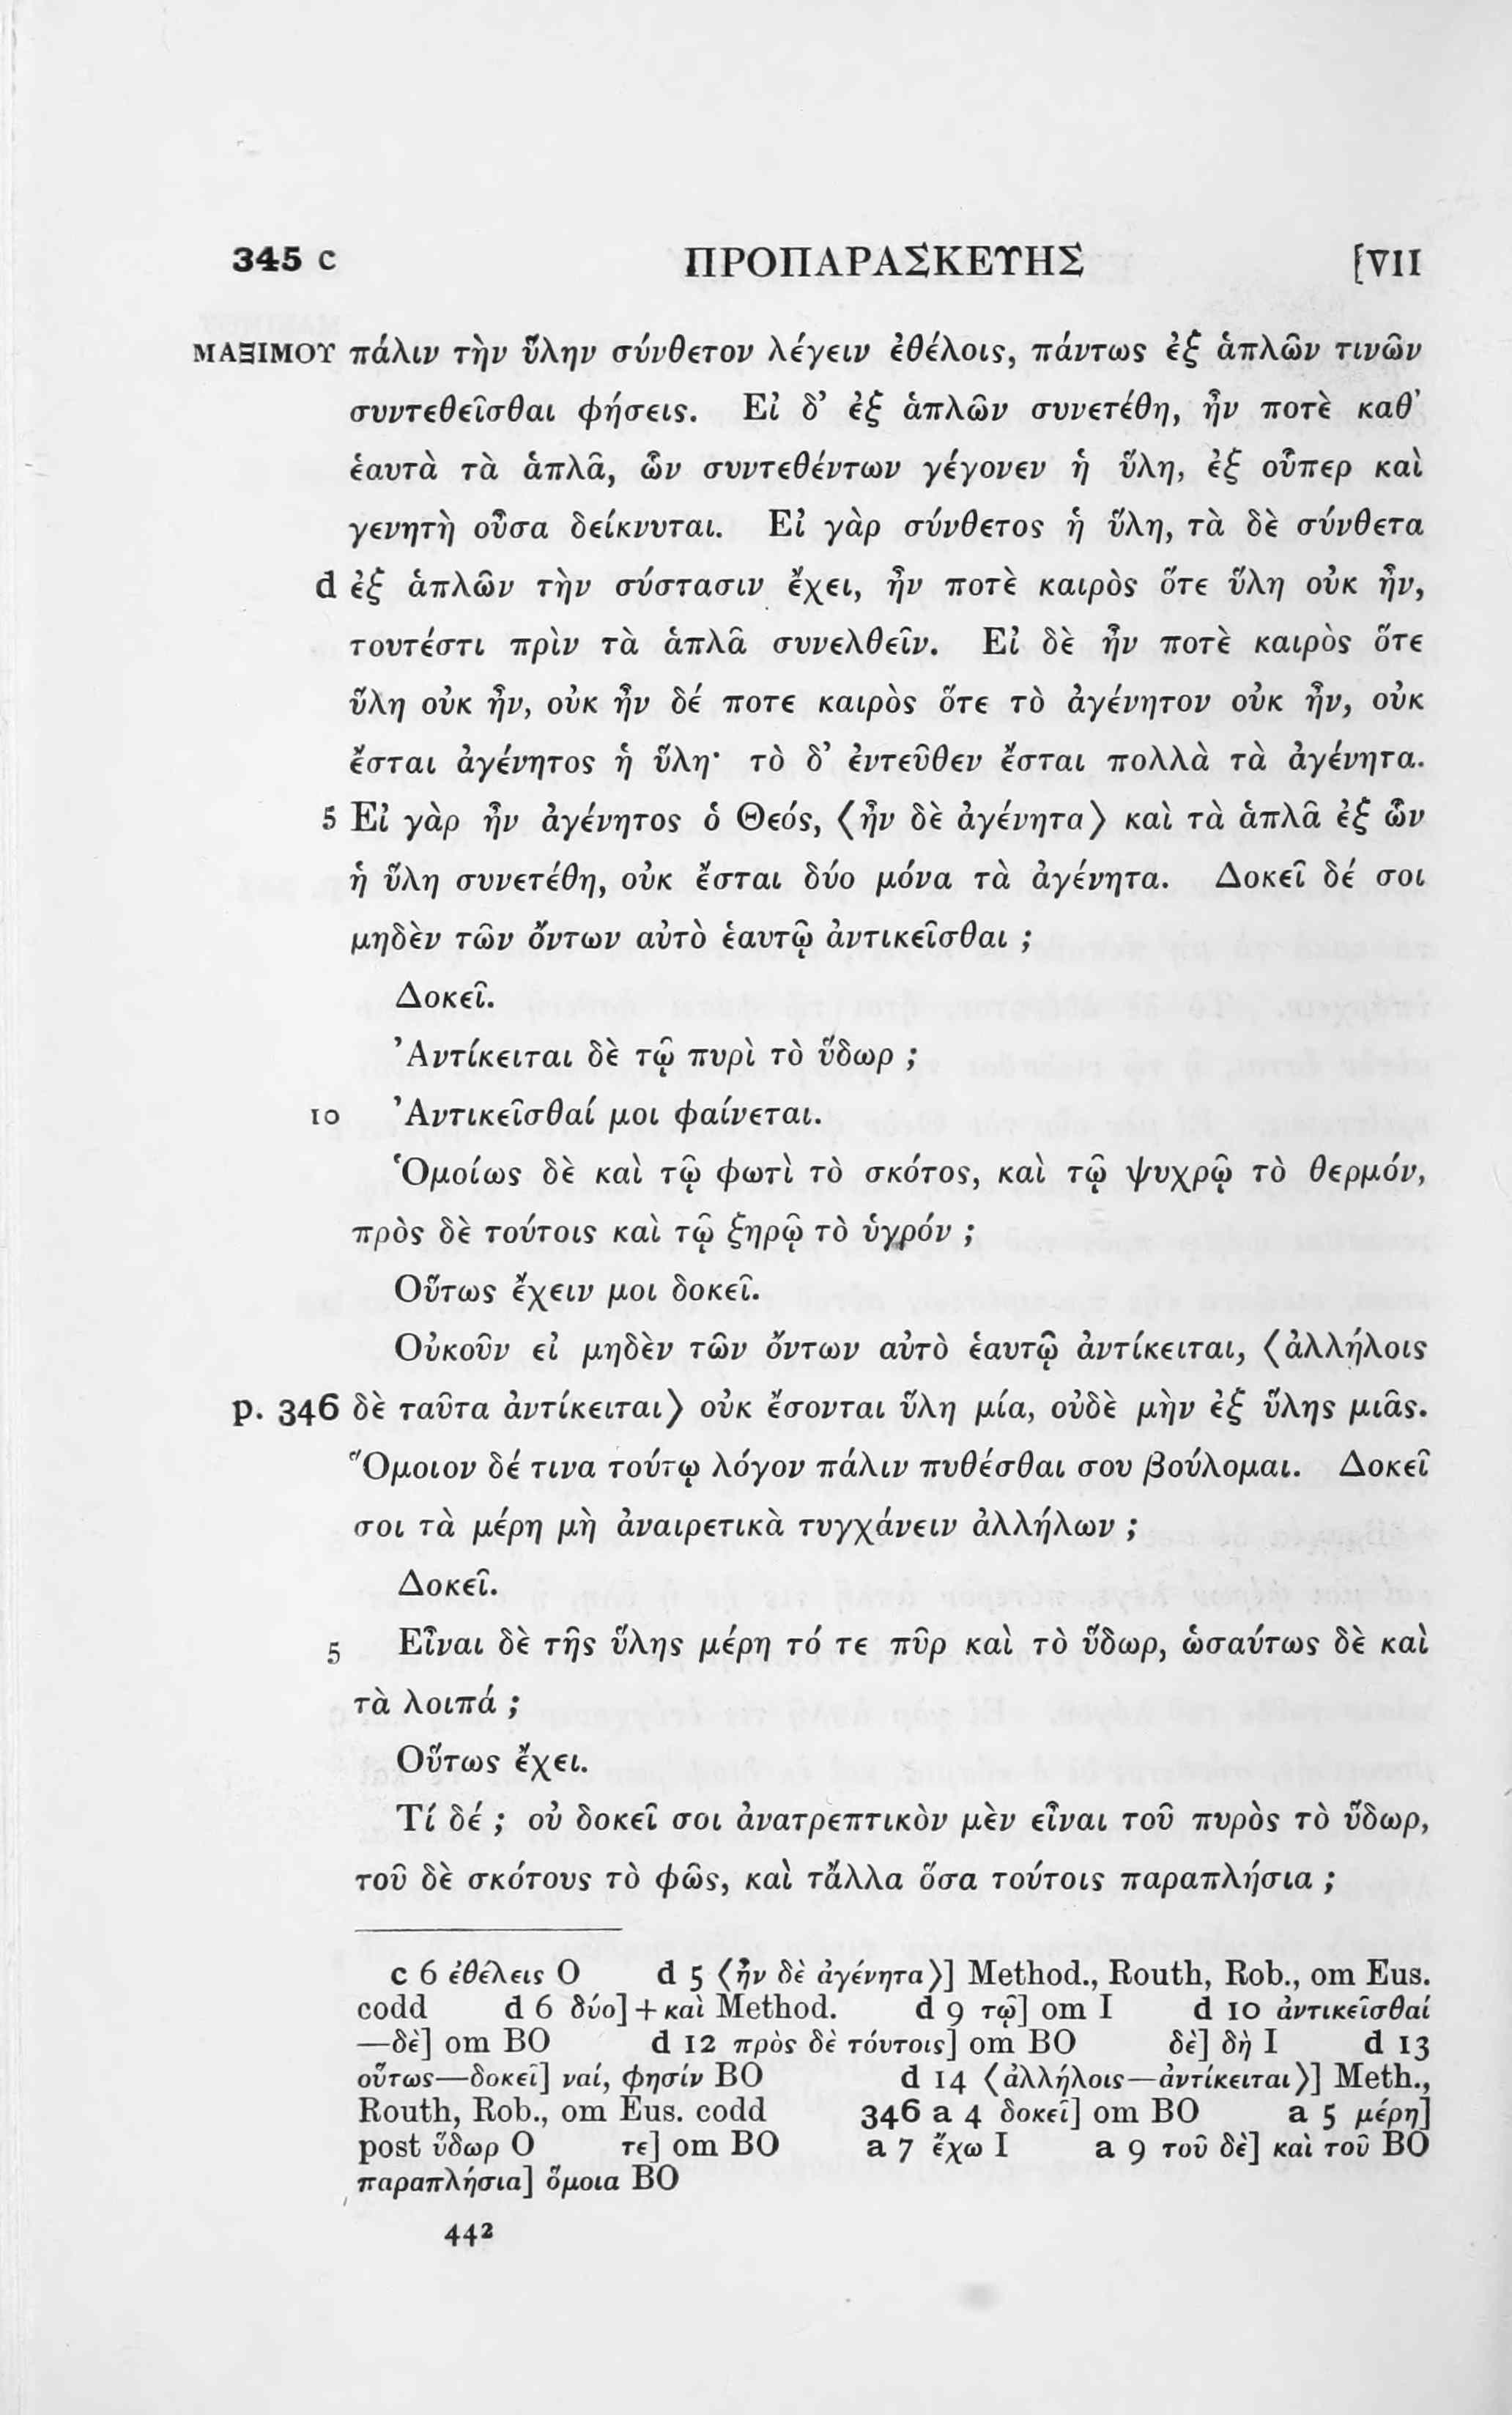 345 c ΠΡΟΠΑΡΑΣΚΕΥΗΣ [VII
ΜΑΞΙΜΟΥ πάλιν τὴν ὕλην σύνθετον λέγειν ἐθέλοις, πάντως ἐξ ἁπλῶν τινῶν
συντεθεῖσθαι φήσεις. Εἰ δ’ ἐξ ἁπλῶν συνετέθη, ἦν ποτὲ καθ’
ἑαυτὰ τὰ ἁπλᾶ, ὧν συντεθέντων γέγονεν ἡ ὕλη, ἐξ οὗπερ καὶ
γενητὴ οὖσα δείκνυται. Εἰ γὰρ σύνθετος ἡ ὕλη, τὰ δὲ σύνθετα
d ἐξ ἁπλῶν τὴν σύστασιν ἔχει, ἦν ποτὲ καιρὸς ὅτε ὕλη οὐκ ἦν,
τουτέστι πρὶν τὰ ἁπλᾶ συνελθεῖν. Εἰ δὲ ἦν ποτὲ καιρὸς ὅτε
ὕλη οὐκ ἦν, οὐκ ἦν δέ ποτε καιρὸς ὅτε τὸ ἀγένητον οὐκ ἦν, οὐκ
ἔσται ἀγένητος ἡ ὕλη· τὸ δ’ ἐντεῦθεν ἔσται πολλὰ τὰ ἀγένητα.
5 Εἰ γὰρ ἦν ἀγένητος ὁ Θεός, ⟨ἦν δὲ ἀγένητα⟩ καὶ τὰ ἁπλᾶ ἐξ ὧν
ἡ ὕλη συνετέθη, οὐκ ἔσται δύο μόνα τὰ ἀγένητα. Δοκεῖ δέ σοι
μηδὲν τῶν ὄντων αὐτὸ ἑαυτῷ ἀντικεῖσθαι ;
Δοκεῖ.
Ἀντίκειται δὲ τῷ πυρὶ τὸ ὕδωρ ;
10 Ἀντικεῖσθαί μοι φαίνεται.
Ὁμοίως δὲ καὶ τῷ φωτὶ τὸ σκότος, καὶ τῷ ψυχρῷ τὸ θερμόν,
πρὸς δὲ τούτοις καὶ τῷ ξηρῷ τὸ ὑγρόν ;
Οὕτως ἔχειν μοι δοκεῖ.
Οὐκοῦν εἰ μηδὲν τῶν ὄντων αὐτὸ ἑαυτῷ ἀντίκειται, ⟨ἀλλήλοις
p. 346 δὲ ταῦτα ἀντίκειται⟩ οὐκ ἔσονται ὕλη μία, οὐδὲ μὴν ἐξ ὕλης μιᾶς.
Ὅμοιον δέ τινα τούτῳ λόγον πάλιν πυθέσθαι σου βούλομαι. Δοκεῖ
σοι τὰ μέρη μὴ ἀναιρετικὰ τυγχάνειν ἀλλήλων ;
Δοκεῖ.
5 Εἶναι δὲ τῆς ὕλης μέρη τό τε πῦρ καὶ τὸ ὕδωρ, ὡσαύτως δὲ καὶ
τὰ λοιπά ;
Οὕτως ἔχει.
Τί δέ ; οὐ δοκεῖ σοι ἀνατρεπτικὸν μὲν εἶναι τοῦ πυρὸς τὸ ὕδωρ,
τοῦ δὲ σκότους τὸ φῶς, καὶ τἄλλα ὅσα τούτοις παραπλήσια ;
c 6 ἐθέλεις O d 5 ⟨ἦν δὲ ἀγένητα⟩] Method., Routh, Rob., om Eus.
codd d 6 δύο] + καὶ Method. d 9 τῷ] om I d 10 ἀντικεῖσθαί
—δὲ] om BO d 12 πρὸς δὲ τόυτοις] om BO δὲ] δὴ I d 13
οὕτως—δοκεῖ] ναί, φησίν BO d 14 ⟨ἀλλήλοις—ἀντίκειται⟩] Meth.,
Routh, Rob., om Eus. codd 346 a 4 δοκεῖ] om BO a 5 μέρη]
post ὕδωρ O τε] om BO a 7 ἔχω I a 9 τοῦ δὲ] καὶ τοῦ BO
παραπλήσια] ὅμοια BO
442